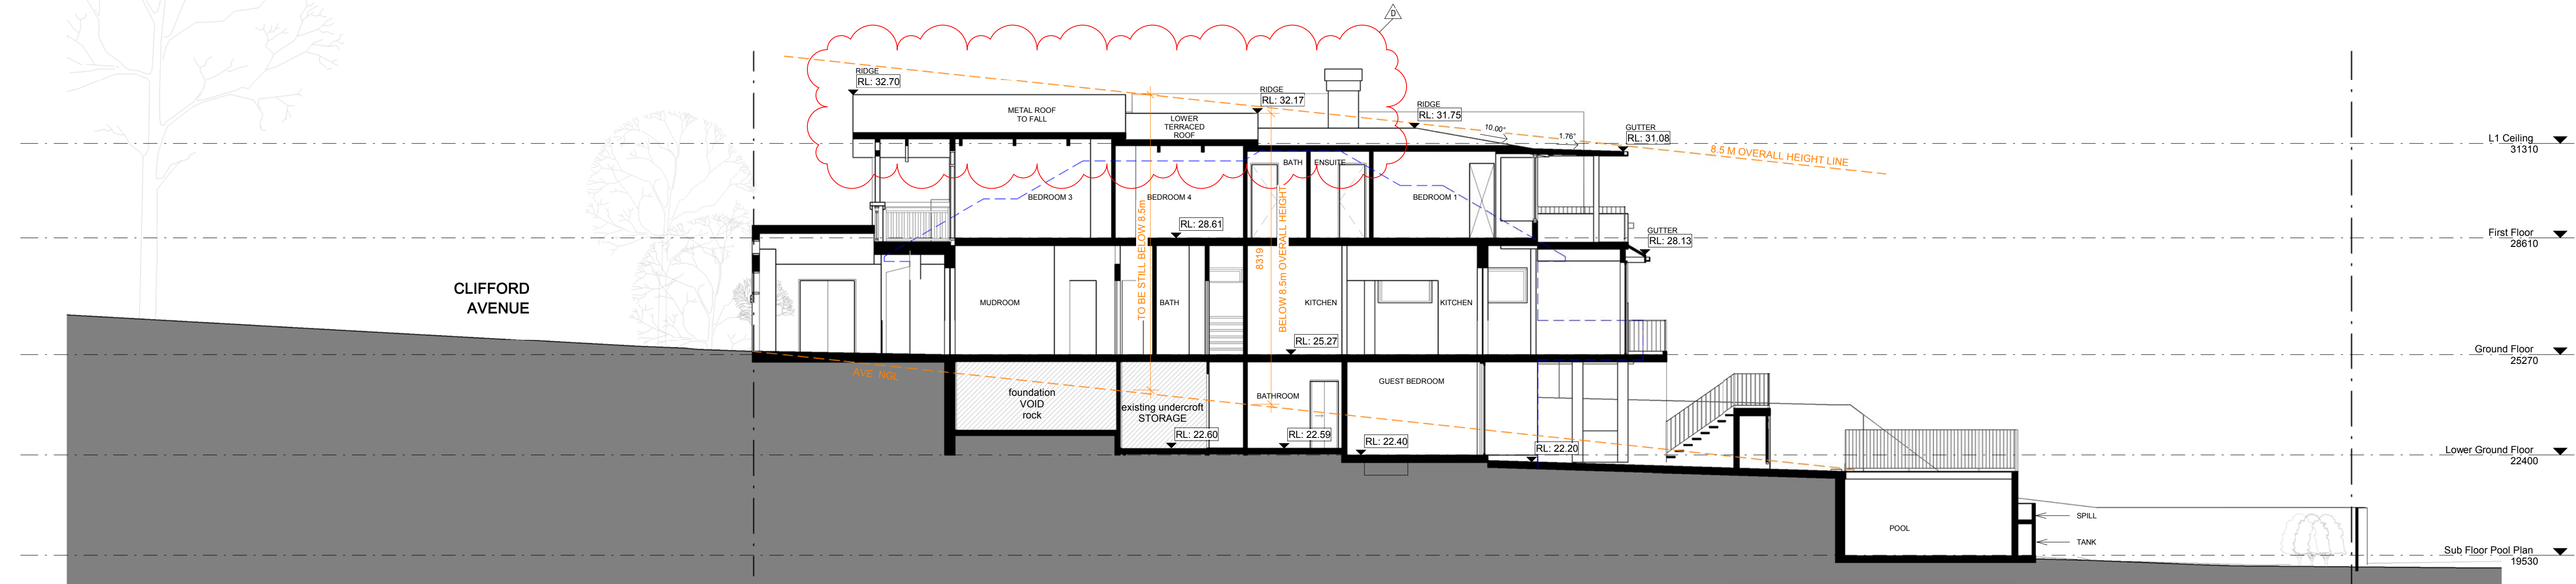 D
RIDGE
RL: 32.70
RIDGE
RL: 32.17
RIDGE
RL: 31.75
METAL ROOF
TO FALL
LOWER
TERRACED
ROOF
10.00°
1.76°
GUTTER
RL: 31.08
8.5 M OVERALL HEIGHT LINE
L1 Ceiling
31310
BATH
ENSUITE
BEDROOM 3
BEDROOM 4
BEDROOM 1
RL: 28.61
TO BE STILL BELOW 8.5m
8319
BELOW 8.5m OVERALL HEIGHT
GUTTER
RL: 28.13
First Floor
28610
CLIFFORD
AVENUE
MUDROOM
BATH
KITCHEN
KITCHEN
RL: 25.27
Ground Floor
25270
AVE NGL
foundation
VOID
rock
existing undercroft
STORAGE
BATHROOM
GUEST BEDROOM
RL: 22.60
RL: 22.59
RL: 22.40
RL: 22.20
Lower Ground Floor
22400
POOL
SPILL
TANK
Sub Floor Pool Plan
19530